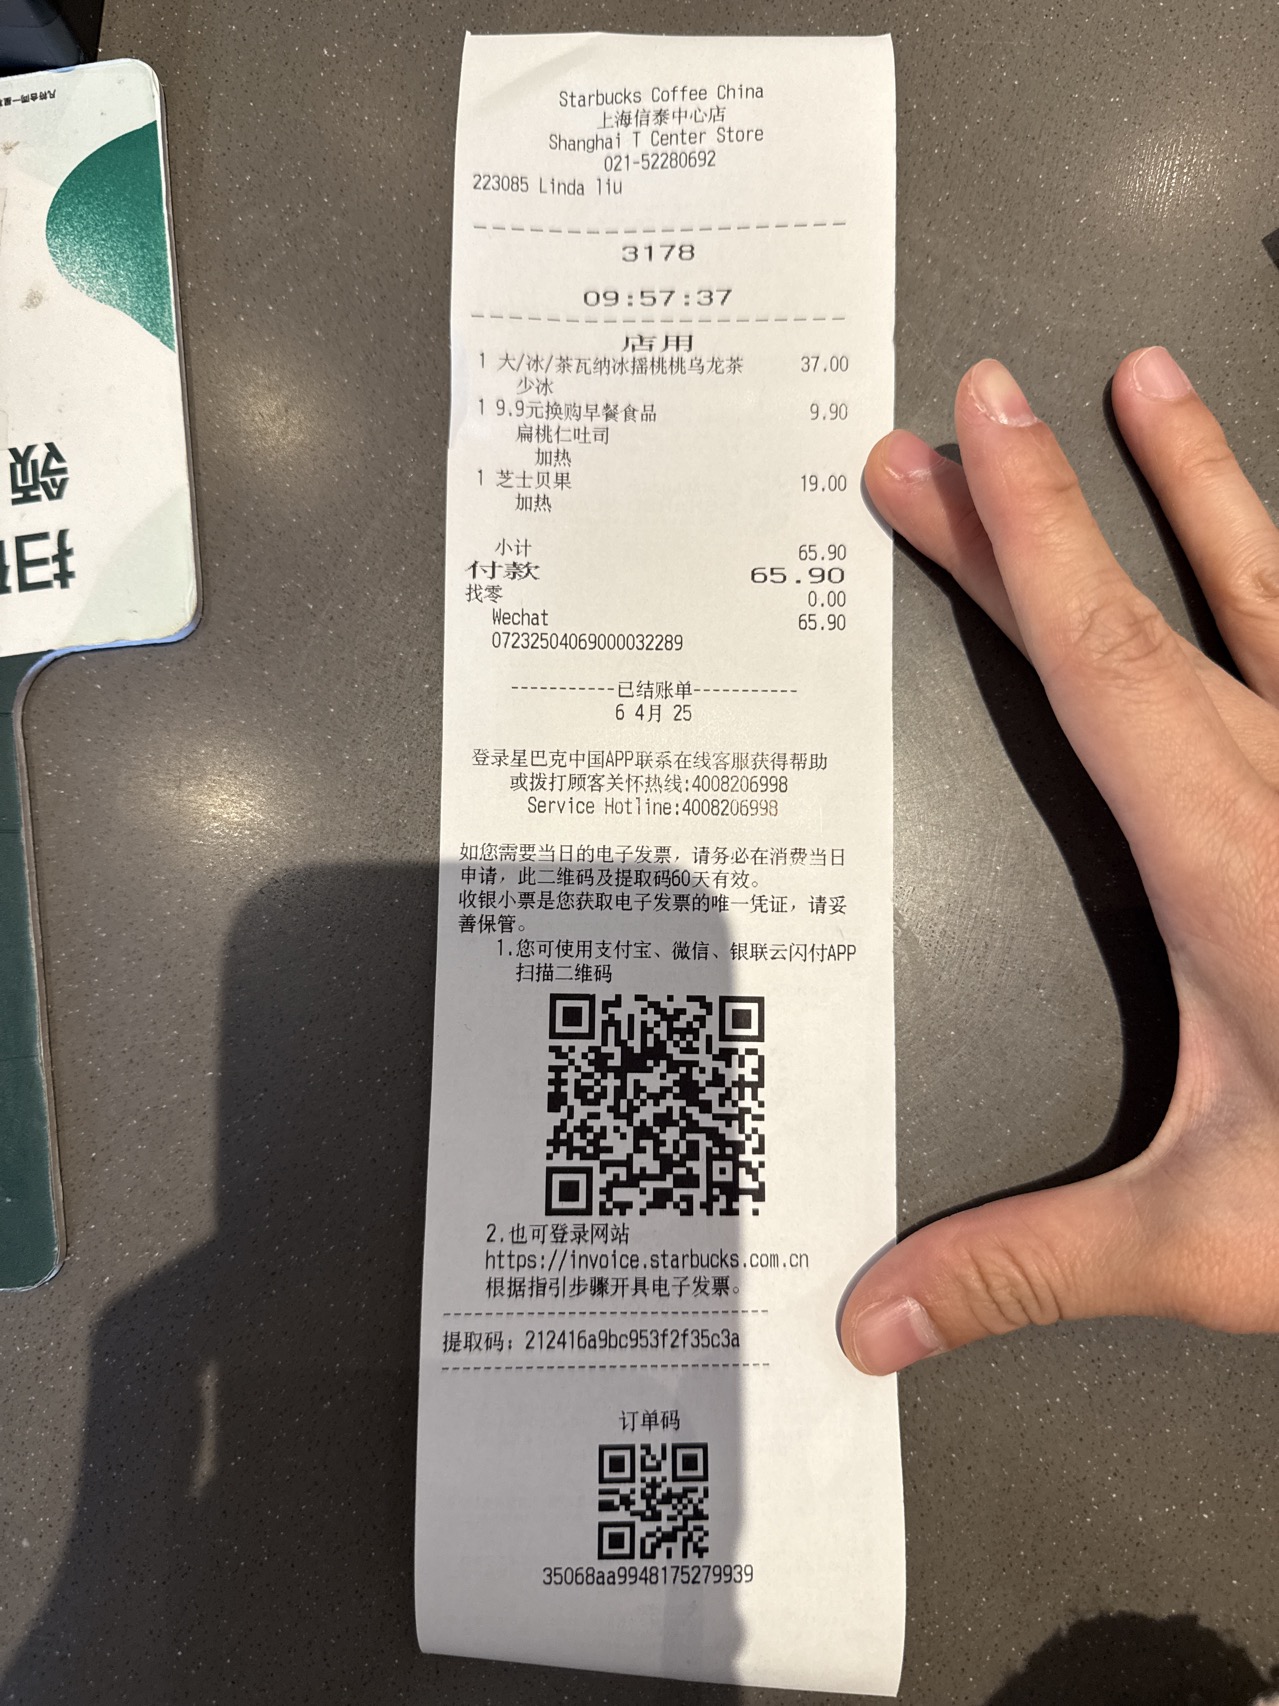 Starbucks Coffee China
上海信泰中心店
Shanghai T Center Store
021-52280692
223085 Linda liu
3178
09:57:37
店用
1 大/冰/茶瓦纳冰摇桃桃乌龙茶 37.00
少冰
1 9.9元换购早餐食品 9.90
扁桃仁吐司
加热
1 芝士贝果 19.00
加热
小计 65.90
付款 65.90
找零 0.00
Wechat 65.90
07232504069000032289
-----------已结账单-----------
6 4月 25
登录星巴克中国APP联系在线客服获得帮助
或拨打顾客关怀热线:4008206998
Service Hotline:4008206998
如您需要当日的电子发票，请务必在消费当日
申请，此二维码及提取码60天有效。
收银小票是您获取电子发票的唯一凭证，请妥
善保管。
1.您可使用支付宝、微信、银联云闪付APP
扫描二维码
2.也可登录网站
https://invoice.starbucks.com.cn
根据指引步骤开具电子发票。
提取码：212416a9bc953f2f35c3a
订单码
35068aa9948175279939
领
扫